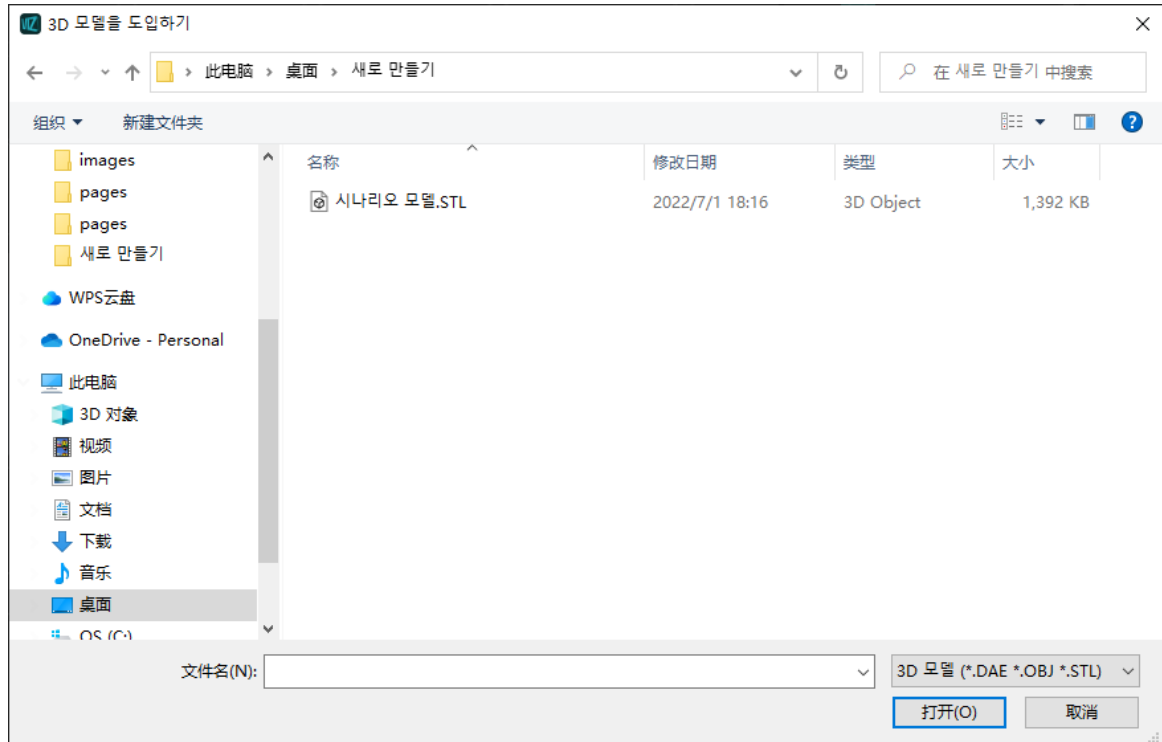 VIZ 3D 모델을 도입하기
此电脑 > 桌面 > 새로 만들기
在 새로 만들기 中搜索
组织 新建文件夹
images
pages
pages
새로 만들기
WPS云盘
OneDrive - Personal
此电脑
3D 对象
视频
图片
文档
下载
音乐
桌面
OS (C:)
名称 修改日期 类型 大小
시나리오 모델.STL 2022/7/1 18:16 3D Object 1,392 KB
文件名(N): 3D 모델 (*.DAE *.OBJ *.STL)
打开(O) 取消